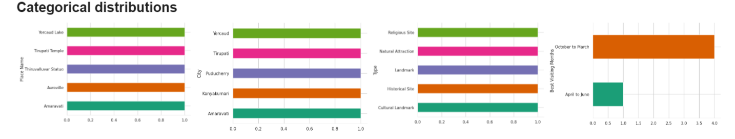 Categorical distributions
Place Name
Yercaud Lake
Tirupati Temple
Thiruvalluvar Statue
Auroville
Amaravati
0.0 0.2 0.4 0.6 0.8 1.0
City
Yercaud
Tirupati
Puducherry
Kanyakumari
Amaravati
0.0 0.2 0.4 0.6 0.8 1.0
Type
Religious Site
Natural Attraction
Landmark
Historical Site
Cultural Landmark
0.0 0.2 0.4 0.6 0.8 1.0
Best Visiting Months
October to March
April to June
0.0 0.5 1.0 1.5 2.0 2.5 3.0 3.5 4.0